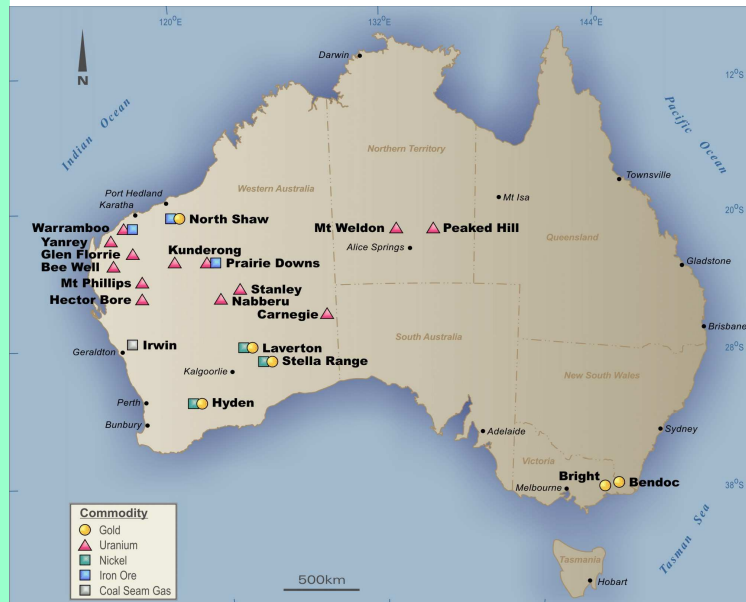 120°E
132°E
144°E
Darwin
12°S
N
Indian Ocean
Pacific Ocean
Northern Territory
Townsville
Western Australia
Port Hedland
Mt Isa
Karatha
20°S
North Shaw
Warramboo
Mt Weldon
Peaked Hill
Yanrey
Queensland
Kunderong
Alice Springs
Glen Florrie
Prairie Downs
Gladstone
Bee Well
Mt Phillips
Stanley
Hector Bore
Nabberu
Carnegie
Brisbane
South Australia
Irwin
Laverton
28°S
Geraldton
Stella Range
Kalgoorlie
New South Wales
Perth
Hyden
Bunbury
Adelaide
Sydney
Victoria
Bright
Bendoc
Melbourne
38°S
Tasman Sea
Commodity
Gold
Uranium
Nickel
Iron Ore
Coal Seam Gas
500km
Tasmania
Hobart